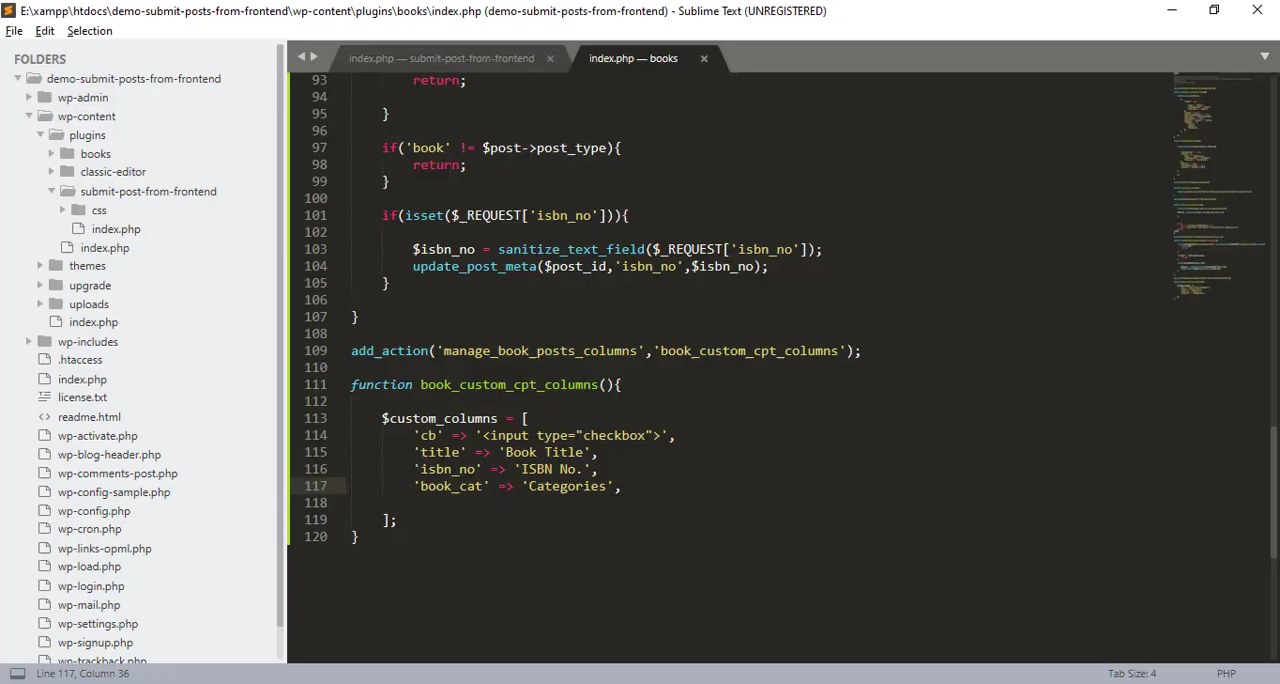 E:\xampp\htdocs\demo-submit-posts-from-frontend\wp-content\plugins\books\index.php (demo-submit-posts-from-frontend) - Sublime Text (UNREGISTERED)
File Edit Selection
FOLDERS
demo-submit-posts-from-frontend
wp-admin
wp-content
plugins
books
classic-editor
submit-post-from-frontend
css
index.php
index.php
themes
upgrade
uploads
index.php
wp-includes
.htaccess
index.php
license.txt
readme.html
wp-activate.php
wp-blog-header.php
wp-comments-post.php
wp-config-sample.php
wp-config.php
wp-cron.php
wp-links-opml.php
wp-load.php
wp-login.php
wp-mail.php
wp-settings.php
wp-signup.php
wp-trackback.php
index.php — submit-post-from-frontend index.php — books
93 return;
94
95 }
96
97 if('book' != $post->post_type){
98 return;
99 }
100
101 if(isset($_REQUEST['isbn_no'])){
102
103 $isbn_no = sanitize_text_field($_REQUEST['isbn_no']);
104 update_post_meta($post_id,'isbn_no',$isbn_no);
105 }
106
107 }
108
109 add_action('manage_book_posts_columns','book_custom_cpt_columns');
110
111 function book_custom_cpt_columns(){
112
113 $custom_columns = [
114 'cb' => '<input type="checkbox">',
115 'title' => 'Book Title',
116 'isbn_no' => 'ISBN No.',
117 'book_cat' => 'Categories',
118
119 ];
120 }
Line 117, Column 36 Tab Size: 4 PHP